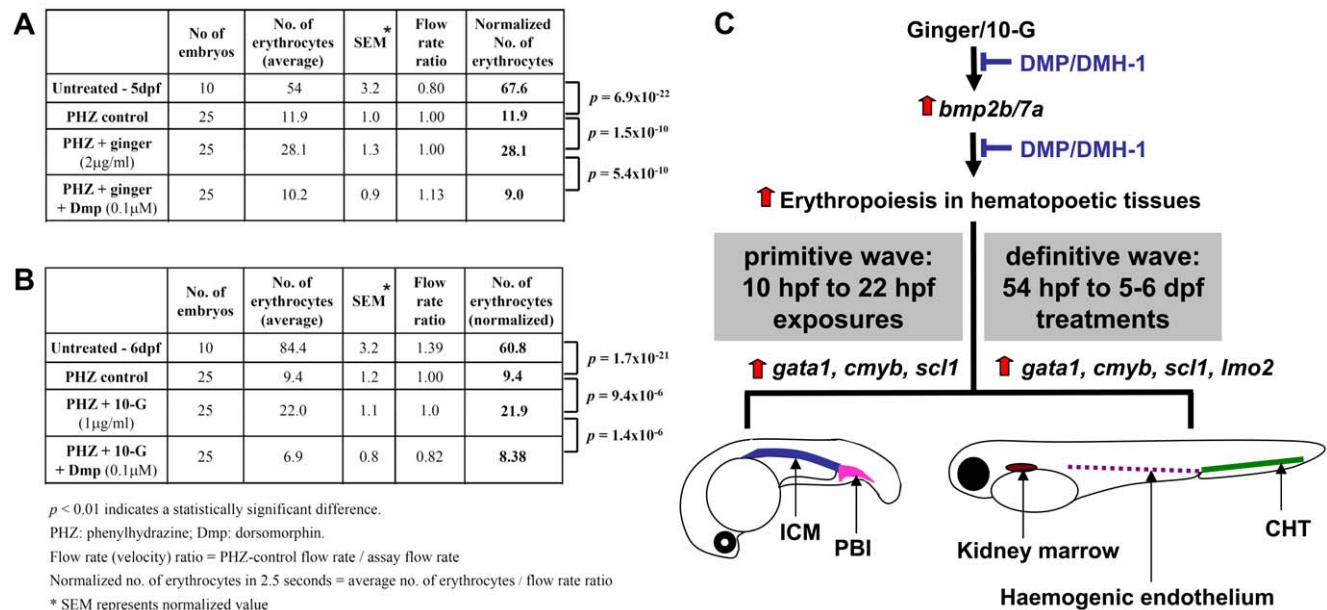 A
No of embryos | No. of erythrocytes (average) | SEM* | Flow rate ratio | Normalized No. of erythrocytes
Untreated - 5dpf | 10 | 54 | 3.2 | 0.80 | 67.6
PHZ control | 25 | 11.9 | 1.0 | 1.00 | 11.9
PHZ + ginger (2μg/ml) | 25 | 28.1 | 1.3 | 1.00 | 28.1
PHZ + ginger + Dmp (0.1μM) | 25 | 10.2 | 0.9 | 1.13 | 9.0
p = 6.9x10⁻²²
p = 1.5x10⁻¹⁰
p = 5.4x10⁻¹⁰
B
No. of embryos | No. of erythrocytes (average) | SEM* | Flow rate ratio | No. of erythrocytes (normalized)
Untreated - 6dpf | 10 | 84.4 | 3.2 | 1.39 | 60.8
PHZ control | 25 | 9.4 | 1.2 | 1.00 | 9.4
PHZ + 10-G (1μg/ml) | 25 | 22.0 | 1.1 | 1.0 | 21.9
PHZ + 10-G + Dmp (0.1μM) | 25 | 6.9 | 0.8 | 0.82 | 8.38
p = 1.7x10⁻²¹
p = 9.4x10⁻⁶
p = 1.4x10⁻⁶
p < 0.01 indicates a statistically significant difference.
PHZ: phenylhydrazine; Dmp: dorsomorphin.
Flow rate (velocity) ratio = PHZ-control flow rate / assay flow rate
Normalized no. of erythrocytes in 2.5 seconds = average no. of erythrocytes / flow rate ratio
* SEM represents normalized value
C
Ginger/10-G
DMP/DMH-1
bmp2b/7a
DMP/DMH-1
Erythropoiesis in hematopoetic tissues
primitive wave:
10 hpf to 22 hpf
exposures
definitive wave:
54 hpf to 5-6 dpf
treatments
gata1, cmyb, scl1
gata1, cmyb, scl1, lmo2
ICM
PBI
Kidney marrow
CHT
Haemogenic endothelium